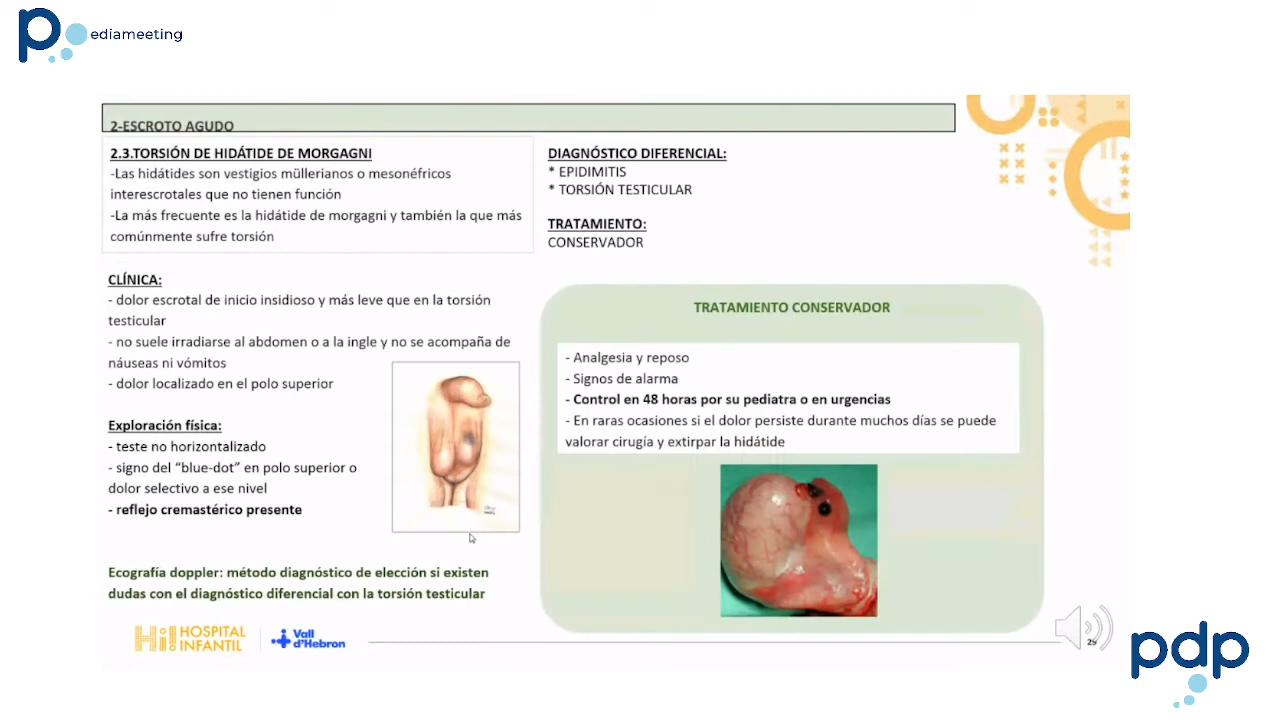 pediameeting
2-ESCROTO AGUDO
2.3.TORSIÓN DE HIDÁTIDE DE MORGAGNI
-Las hidátides son vestigios müllerianos o mesonéfricos
interescrotales que no tienen función
-La más frecuente es la hidátide de morgagni y también la que más
comúnmente sufre torsión
CLÍNICA:
- dolor escrotal de inicio insidioso y más leve que en la torsión
testicular
- no suele irradiarse al abdomen o a la ingle y no se acompaña de
náuseas ni vómitos
- dolor localizado en el polo superior
Exploración física:
- teste no horizontalizado
- signo del “blue-dot” en polo superior o
dolor selectivo a ese nivel
- reflejo cremastérico presente
Ecografía doppler: método diagnóstico de elección si existen
dudas con el diagnóstico diferencial con la torsión testicular
DIAGNÓSTICO DIFERENCIAL:
* EPIDIMITIS
* TORSIÓN TESTICULAR
TRATAMIENTO:
CONSERVADOR
TRATAMIENTO CONSERVADOR
- Analgesia y reposo
- Signos de alarma
- Control en 48 horas por su pediatra o en urgencias
- En raras ocasiones si el dolor persiste durante muchos días se puede
valorar cirugía y extirpar la hidátide
Hi! HOSPITAL
INFANTIL
Vall
d'Hebron
29
pdp